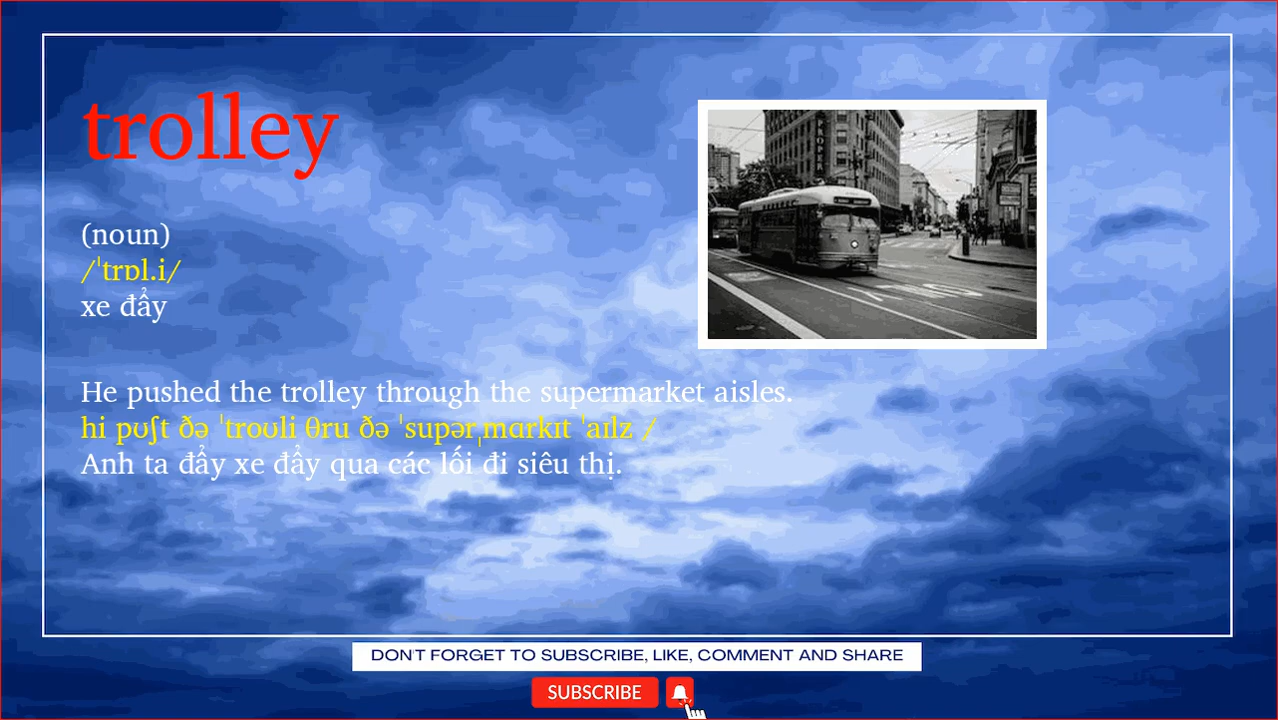 trolley
(noun)
/ˈtrɒl.i/
xe đẩy
He pushed the trolley through the supermarket aisles.
hi pʊʃt ðə ˈtroʊli θru ðə ˈsupərˌmɑrkɪt ˈaɪlz /
Anh ta đẩy xe đẩy qua các lối đi siêu thị.
PROPER
DON'T FORGET TO SUBSCRIBE, LIKE, COMMENT AND SHARE
SUBSCRIBE